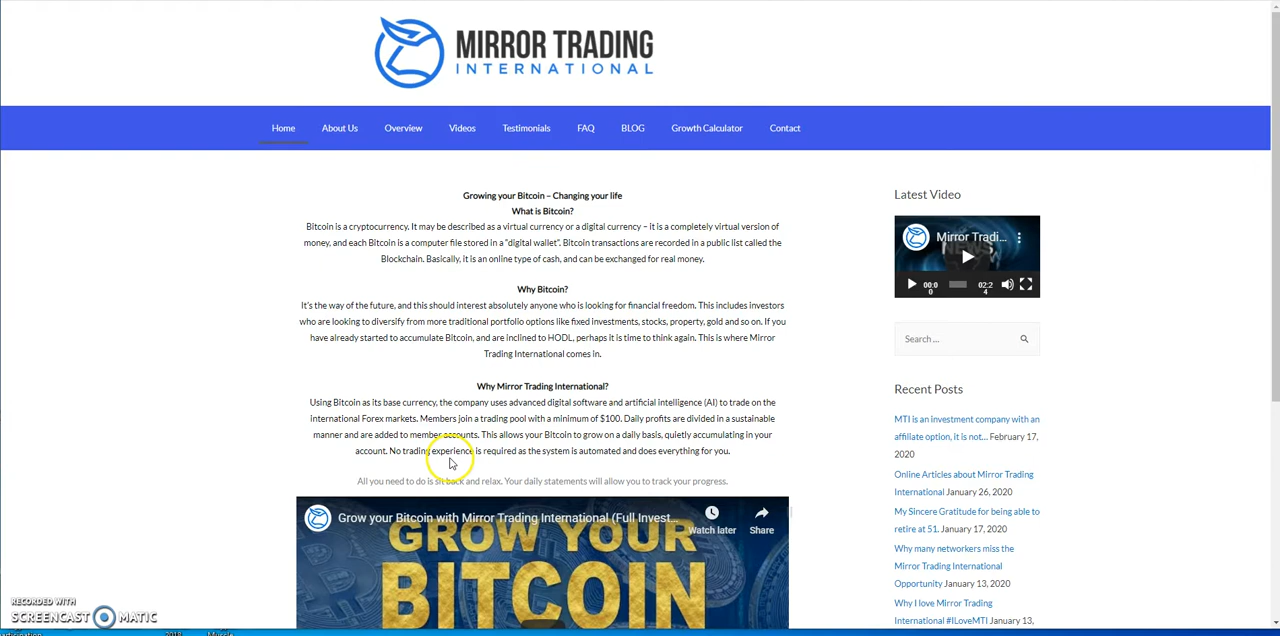 MIRROR TRADING
INTERNATIONAL
Home About Us Overview Videos Testimonials FAQ BLOG Growth Calculator Contact
Growing your Bitcoin – Changing your life
What is Bitcoin?
Bitcoin is a cryptocurrency. It may be described as a virtual currency or a digital currency – it is a completely virtual version of
money, and each Bitcoin is a computer file stored in a "digital wallet". Bitcoin transactions are recorded in a public list called the
Blockchain. Basically, it is an online type of cash, and can be exchanged for real money.
Why Bitcoin?
It's the way of the future, and this should interest absolutely anyone who is looking for financial freedom. This includes investors
who are looking to diversify from more traditional portfolio options like fixed investments, stocks, property, gold and so on. If you
have already started to accumulate Bitcoin, and are inclined to HODL, perhaps it is time to think again. This is where Mirror
Trading International comes in.
Why Mirror Trading International?
Using Bitcoin as its base currency, the company uses advanced digital software and artificial intelligence (AI) to trade on the
international Forex markets. Members join a trading pool with a minimum of $100. Daily profits are divided in a sustainable
manner and are added to member accounts. This allows your Bitcoin to grow on a daily basis, quietly accumulating in your
account. No trading experience is required as the system is automated and does everything for you.
All you need to do is sit back and relax. Your daily statements will allow you to track your progress.
Grow your Bitcoin with Mirror Trading International (Full Invest...
Watch later Share
GROW YOUR
BITCOIN
Latest Video
Mirror Tradi...
NEWS
00:00 02:24
Search ...
Recent Posts
MTI is an investment company with an
affiliate option, it is not... February 17,
2020
Online Articles about Mirror Trading
International January 26, 2020
My Sincere Gratitude for being able to
retire at 51. January 17, 2020
Why many networkers miss the
Mirror Trading International
Opportunity January 13, 2020
Why I love Mirror Trading
International #ILoveMTI January 13,
RECORDED WITH
SCREENCAST MATIC
2018 Muscle